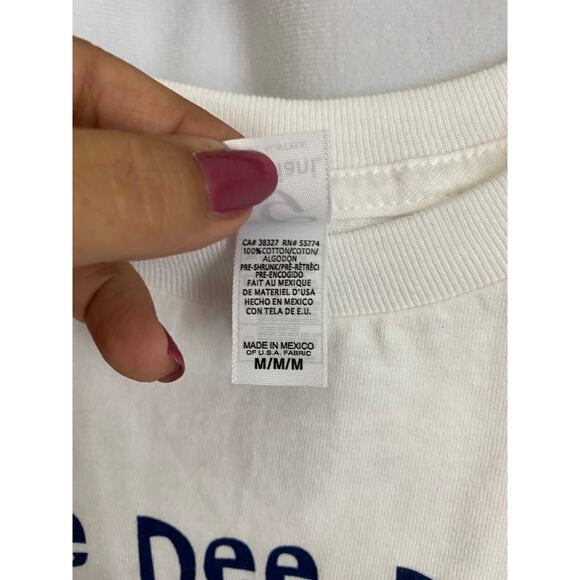 CA# 38327 RN# 55774
100%COTTON/COTON/
ALGODON
PRE-SHRUNK/PRÉ-RÈTRÈCI
PRE-ENCOGIDO
FAIT AU MEXIQUE
DE MATERIEL D'USA
HECHO EN MEXICO
CON TELA DE E.U.
MADE IN MEXICO
OF U.S.A. FABRIC
M/M/M
Dee